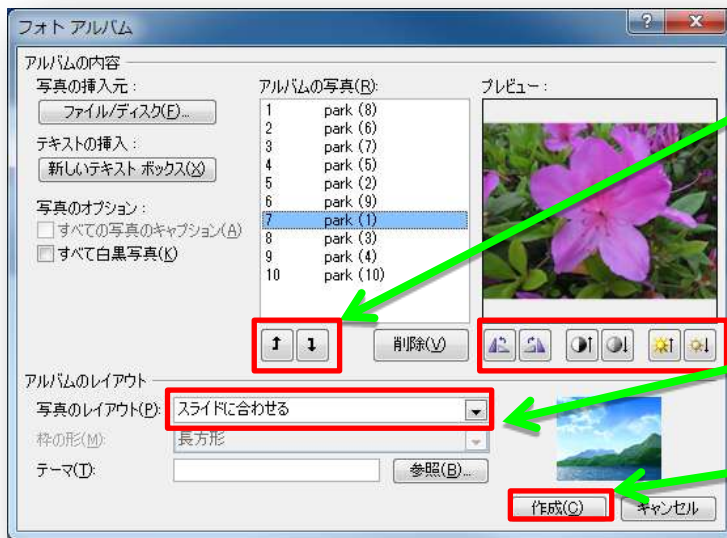 フォト アルバム
アルバムの内容
写真の挿入元：
ファイル/ディスク(F)...
テキストの挿入：
新しいテキスト ボックス(X)
写真のオプション：
すべての写真のキャプション(A)
すべて白黒写真(K)
アルバムの写真(R):
1 park (8)
2 park (6)
3 park (7)
4 park (5)
5 park (2)
6 park (9)
7 park (1)
8 park (3)
9 park (4)
10 park (10)
削除(V)
プレビュー：
アルバムのレイアウト
写真のレイアウト(P): スライドに合わせる
枠の形(M): 長方形
テーマ(T): 参照(B)...
作成(C) キャンセル